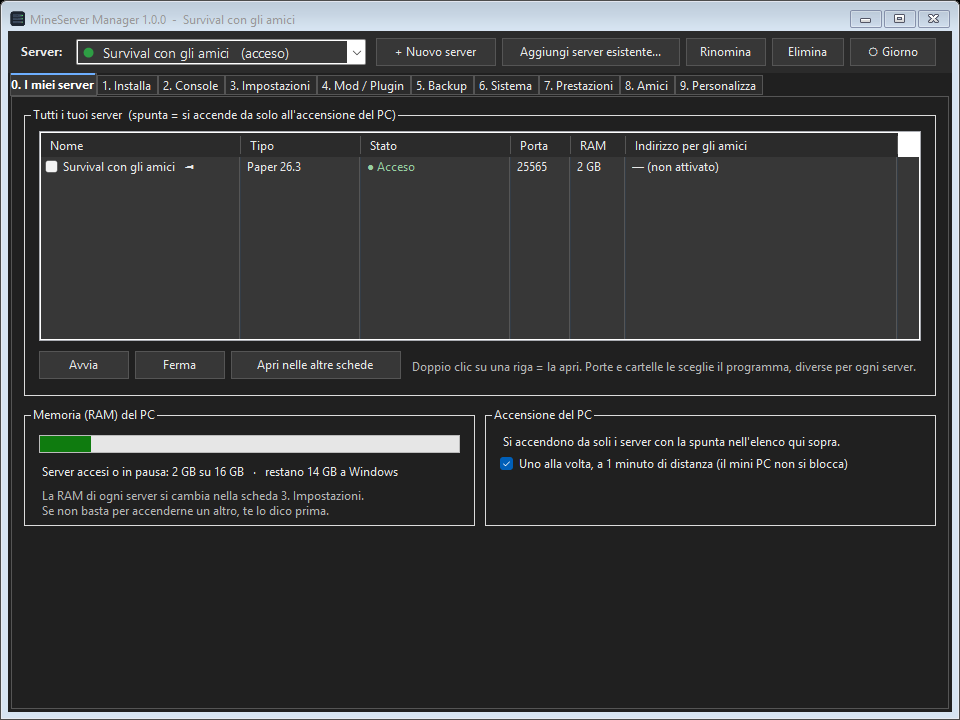 MineServer Manager 1.0.0 - Survival con gli amici
Server: Survival con gli amici (acceso) + Nuovo server Aggiungi server esistente... Rinomina Elimina Giorno
0. I miei server 1. Installa 2. Console 3. Impostazioni 4. Mod / Plugin 5. Backup 6. Sistema 7. Prestazioni 8. Amici 9. Personalizza
Tutti i tuoi server (spunta = si accende da solo all'accensione del PC)
Nome Tipo Stato Porta RAM Indirizzo per gli amici
Survival con gli amici ◄ Paper 26.3 ● Acceso 25565 2 GB — (non attivato)
Avvia Ferma Apri nelle altre schede Doppio clic su una riga = la apri. Porte e cartelle le sceglie il programma, diverse per ogni server.
Memoria (RAM) del PC
Server accesi o in pausa: 2 GB su 16 GB · restano 14 GB a Windows
La RAM di ogni server si cambia nella scheda 3. Impostazioni.
Se non basta per accenderne un altro, te lo dico prima.
Accensione del PC
Si accendono da soli i server con la spunta nell'elenco qui sopra.
Uno alla volta, a 1 minuto di distanza (il mini PC non si blocca)